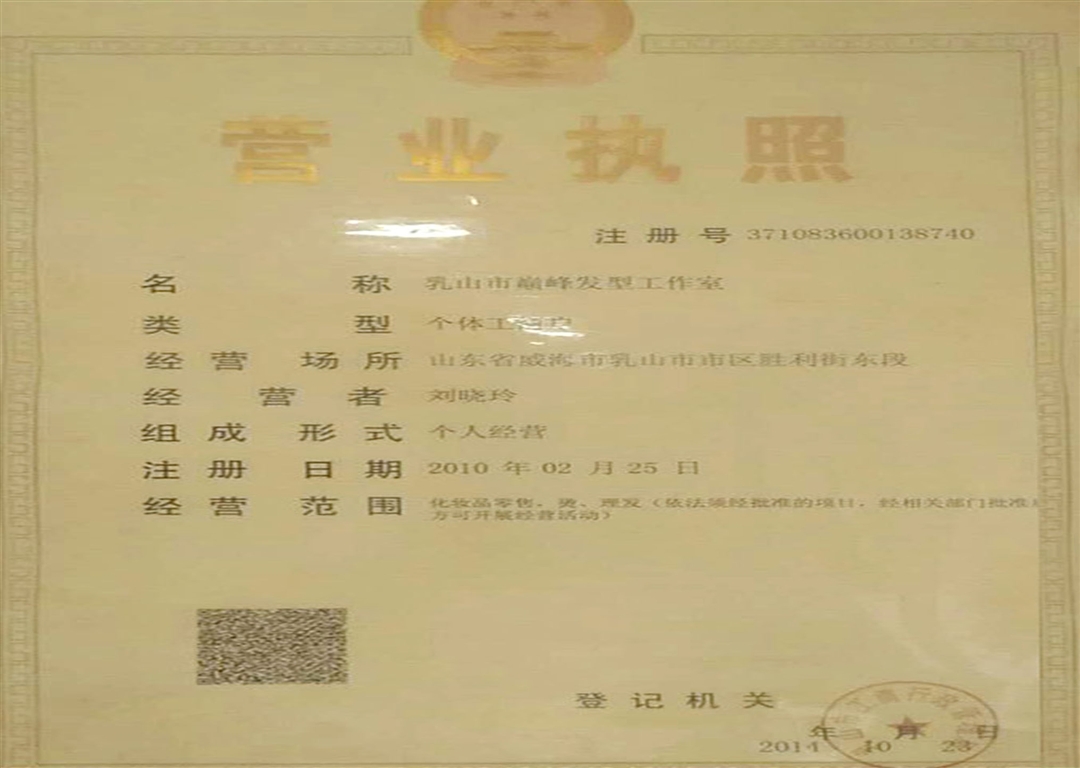 营业执照
注册号 371083600138740
名称 乳山市巅峰发型工作室
类型 个体工商户
经营场所 山东省威海市乳山市市区胜利街东段
经营者 刘晓玲
组成形式 个人经营
注册日期 2010 年 02 月 25 日
经营范围 化妆品零售，烫、理发（依法须经批准的项目，经相关部门批准
方可开展经营活动）
登记机关
年 月 日
2014 10 23